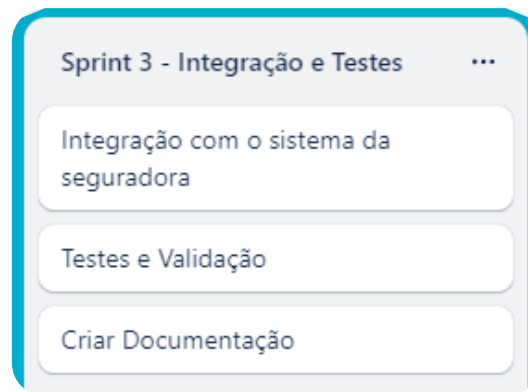 Sprint 3 - Integração e Testes
Integração com o sistema da
seguradora
Testes e Validação
Criar Documentação